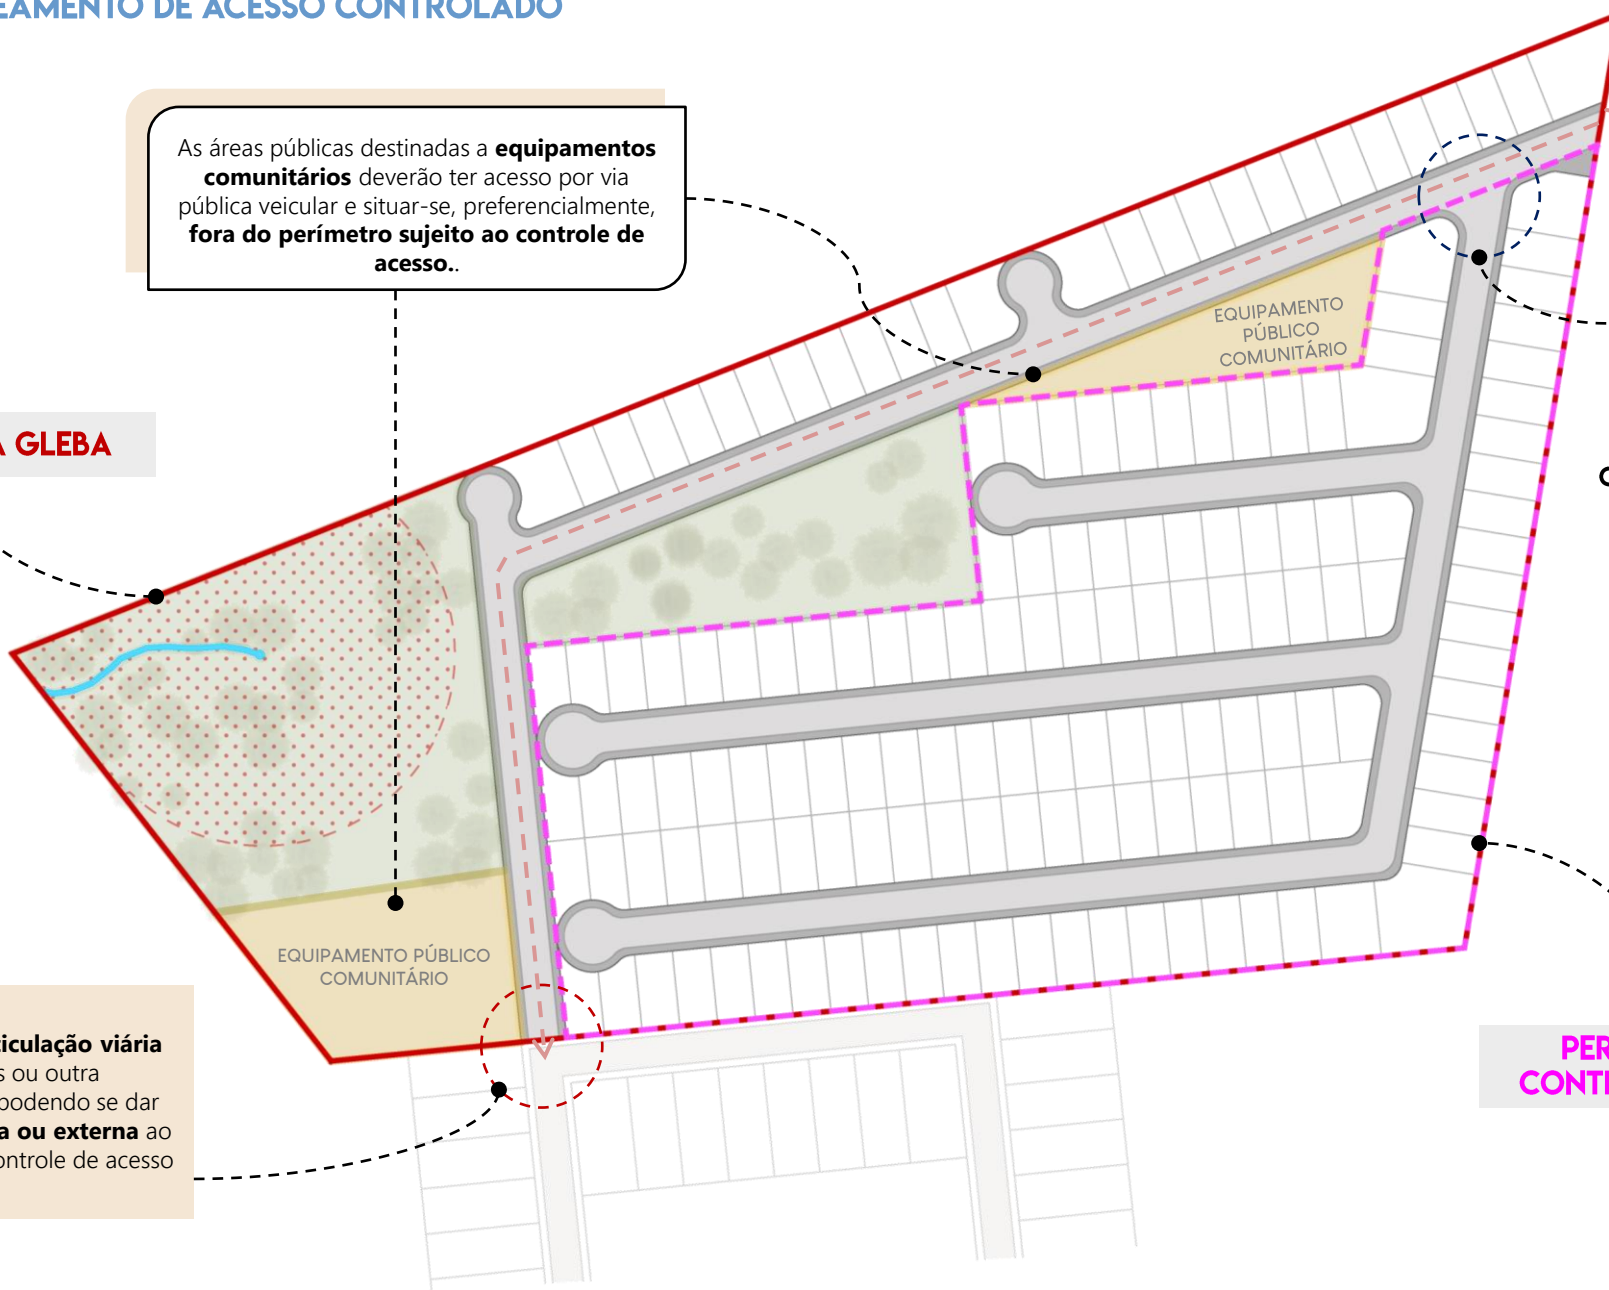 EAMENTO DE ACESSO CONTROLADO
As áreas públicas destinadas a equipamentos
comunitários deverão ter acesso por via
pública veicular e situar-se, preferencialmente,
fora do perímetro sujeito ao controle de
acesso..
EQUIPAMENTO
PÚBLICO
COMUNITÁRIO
A GLEBA
EQUIPAMENTO PÚBLICO
COMUNITÁRIO
ticulação viária
s ou outra
podendo se dar
a ou externa ao
ontrole de acesso
PER
CONT